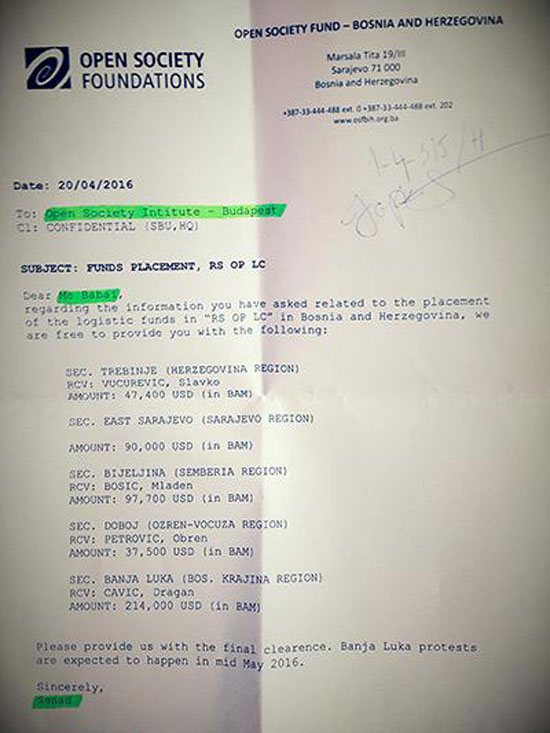 OPEN SOCIETY FUND – BOSNIA AND HERZEGOVINA
OPEN SOCIETY
FOUNDATIONS
Marsala Tita 19/III
Sarajevo 71 000
Bosnia and Herzegovina
+387-33-444-488 ext. 0 +387-33-444-488 ext. 202
www.osfbih.org.ba
Date: 20/04/2016
To: Open Society Intitute - Budapest
Cl: CONFIDENTIAL (SBU,HQ)
SUBJECT: FUNDS PLACEMENT, RS OP LC
Dear Ms Babai,
regarding the information you have asked related to the placement
of the logistic funds in "RS OP LC" in Bosnia and Herzegovina, we
are free to provide you with the following:
SEC. TREBINJE (HERZEGOVINA REGION)
RCV: VUCUREVIC, Slavko
AMOUNT: 47,400 USD (in BAM)
SEC. EAST SARAJEVO (SARAJEVO REGION)
AMOUNT: 90,000 USD (in BAM)
SEC. BIJELJINA (SEMBERIA REGION)
RCV: BOSIC, Mladen
AMOUNT: 97,700 USD (in BAM)
SEC. DOBOJ (OZREN-VOCUZA REGION)
RCV: PETROVIC, Obren
AMOUNT: 37,500 USD (in BAM)
SEC. BANJA LUKA (BOS. KRAJINA REGION)
RCV: CAVIC, Dragan
AMOUNT: 214,000 USD (in BAM)
Please provide us with the final clearence. Banja Luka protests
are expected to happen in mid May 2016.
Sincerely,
Senad